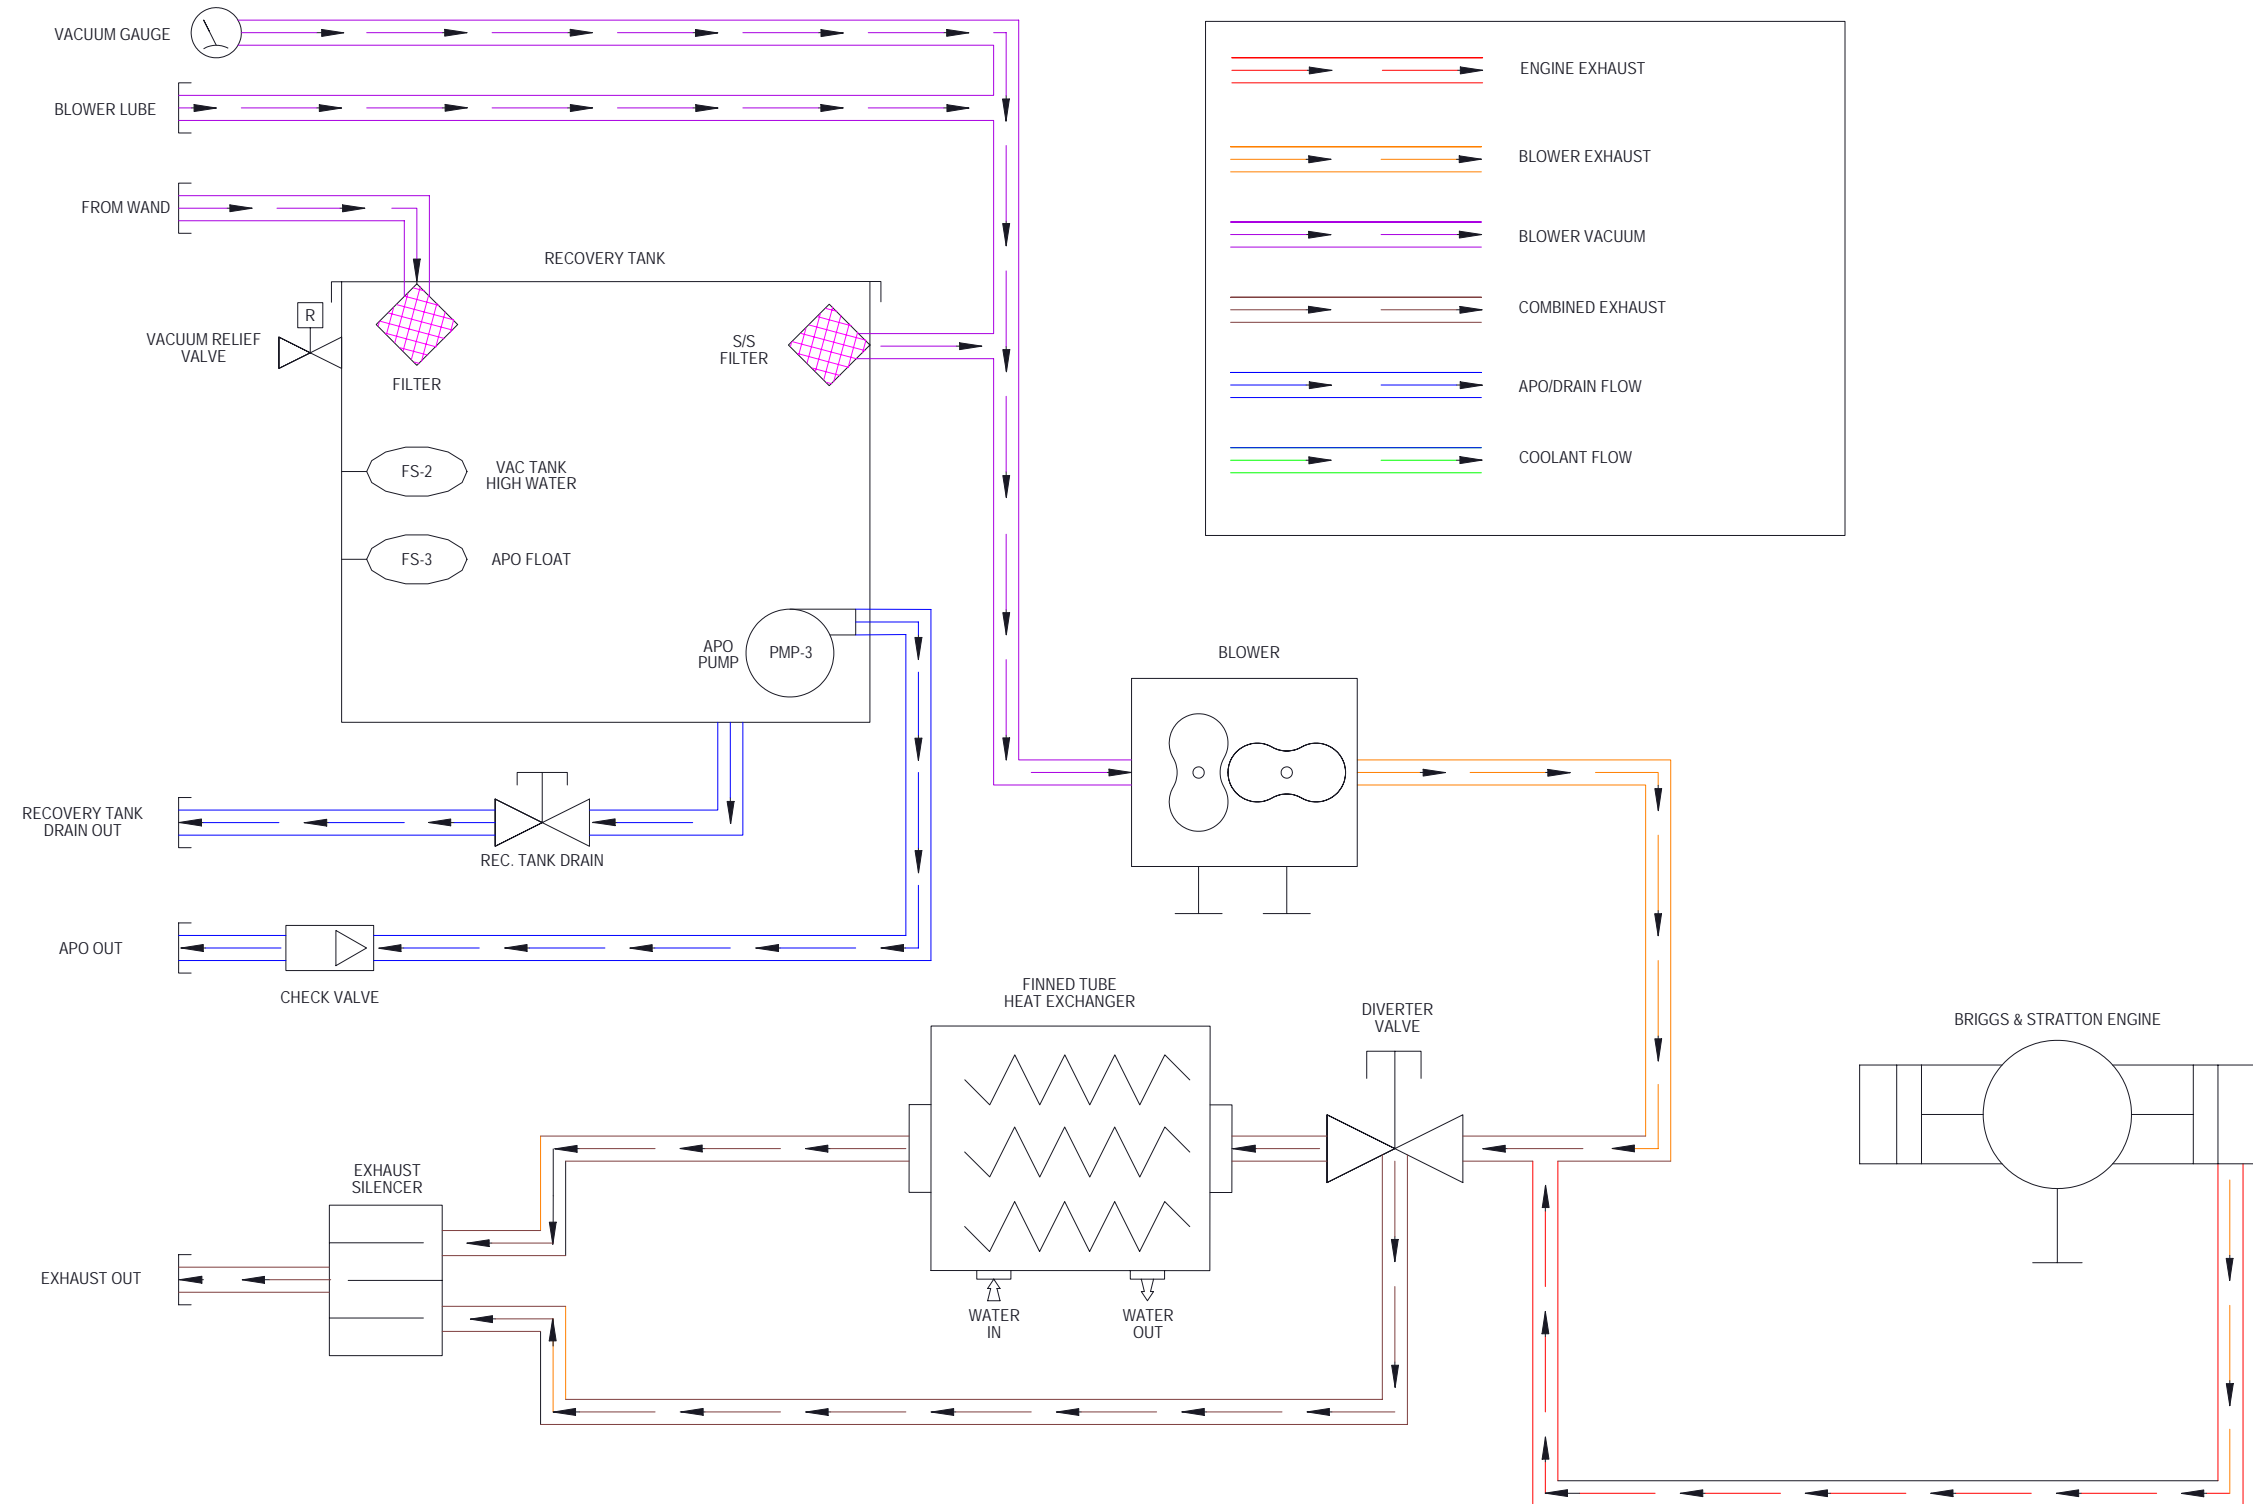 VACUUM GAUGE
BLOWER LUBE
FROM WAND
RECOVERY TANK
R
VACUUM RELIEF
VALVE
FILTER
S/S
FILTER
FS-2
VAC TANK
HIGH WATER
FS-3
APO FLOAT
APO
PUMP
PMP-3
RECOVERY TANK
DRAIN OUT
REC. TANK DRAIN
APO OUT
CHECK VALVE
ENGINE EXHAUST
BLOWER EXHAUST
BLOWER VACUUM
COMBINED EXHAUST
APO/DRAIN FLOW
COOLANT FLOW
BLOWER
FINNED TUBE
HEAT EXCHANGER
DIVERTER
VALVE
BRIGGS & STRATTON ENGINE
EXHAUST
SILENCER
EXHAUST OUT
WATER
IN
WATER
OUT